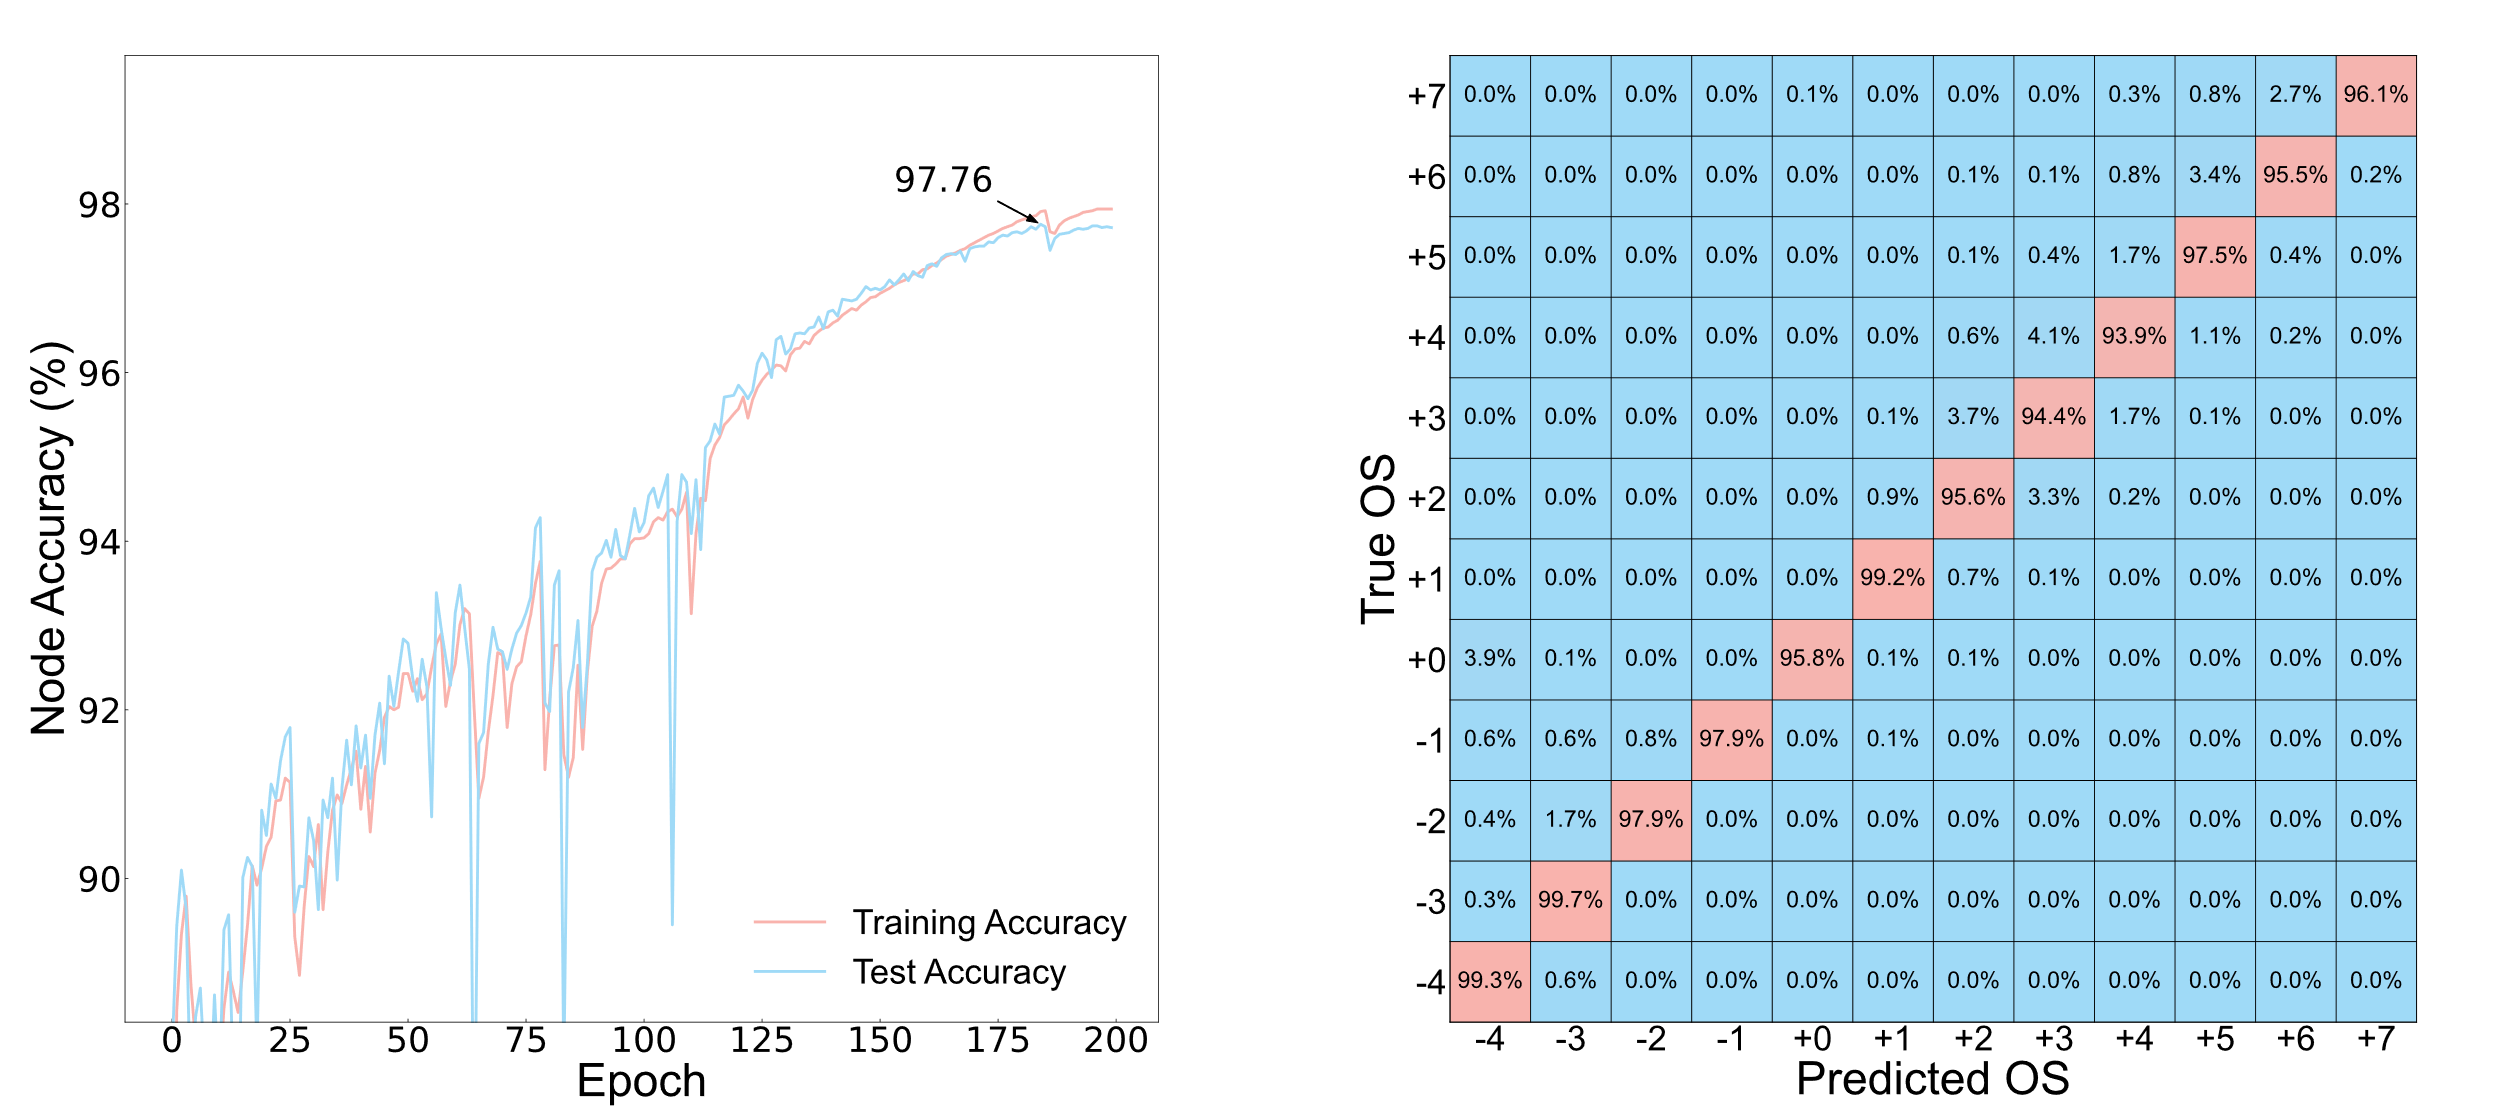 97.76
98
96
94
92
90
Node Accuracy (%)
Training Accuracy
Test Accuracy
0 25 50 75 100 125 150 175 200
Epoch
True OS
+7 0.0% 0.0% 0.0% 0.0% 0.1% 0.0% 0.0% 0.0% 0.3% 0.8% 2.7% 96.1%
+6 0.0% 0.0% 0.0% 0.0% 0.0% 0.0% 0.1% 0.1% 0.8% 3.4% 95.5% 0.2%
+5 0.0% 0.0% 0.0% 0.0% 0.0% 0.0% 0.1% 0.4% 1.7% 97.5% 0.4% 0.0%
+4 0.0% 0.0% 0.0% 0.0% 0.0% 0.0% 0.6% 4.1% 93.9% 1.1% 0.2% 0.0%
+3 0.0% 0.0% 0.0% 0.0% 0.0% 0.1% 3.7% 94.4% 1.7% 0.1% 0.0% 0.0%
+2 0.0% 0.0% 0.0% 0.0% 0.0% 0.9% 95.6% 3.3% 0.2% 0.0% 0.0% 0.0%
+1 0.0% 0.0% 0.0% 0.0% 0.0% 99.2% 0.7% 0.1% 0.0% 0.0% 0.0% 0.0%
+0 3.9% 0.1% 0.0% 0.0% 95.8% 0.1% 0.1% 0.0% 0.0% 0.0% 0.0% 0.0%
-1 0.6% 0.6% 0.8% 97.9% 0.0% 0.1% 0.0% 0.0% 0.0% 0.0% 0.0% 0.0%
-2 0.4% 1.7% 97.9% 0.0% 0.0% 0.0% 0.0% 0.0% 0.0% 0.0% 0.0% 0.0%
-3 0.3% 99.7% 0.0% 0.0% 0.0% 0.0% 0.0% 0.0% 0.0% 0.0% 0.0% 0.0%
-4 99.3% 0.6% 0.0% 0.0% 0.0% 0.0% 0.0% 0.0% 0.0% 0.0% 0.0% 0.0%
-4 -3 -2 -1 +0 +1 +2 +3 +4 +5 +6 +7
Predicted OS